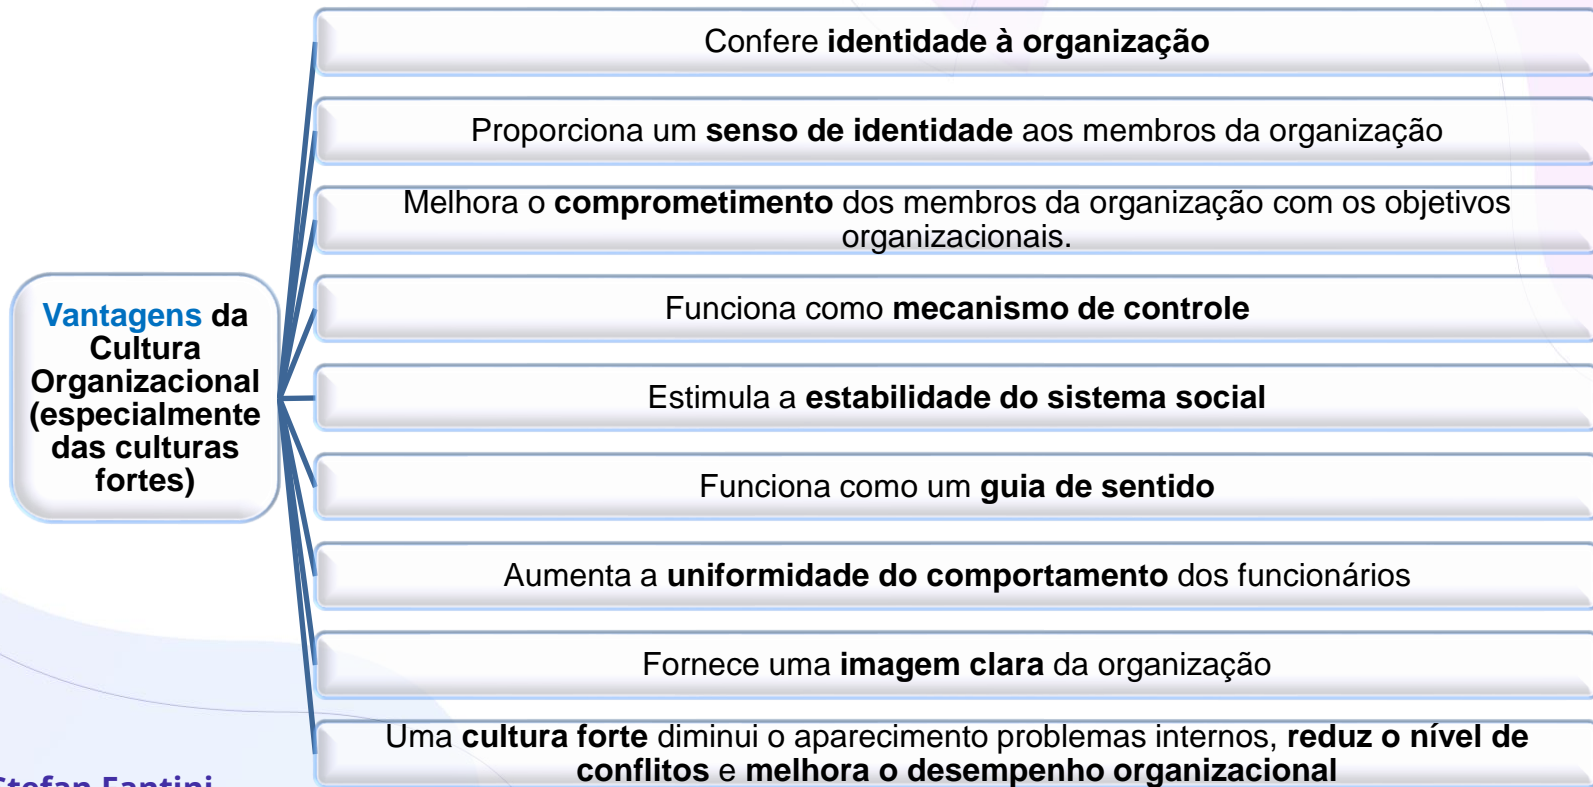 Confere identidade à organização
Proporciona um senso de identidade aos membros da organização
Melhora o comprometimento dos membros da organização com os objetivos
organizacionais.
Funciona como mecanismo de controle
Vantagens da
Cultura
Organizacional
(especialmente
das culturas
fortes)
Estimula a estabilidade do sistema social
Funciona como um guia de sentido
Aumenta a uniformidade do comportamento dos funcionários
Fornece uma imagem clara da organização
Uma cultura forte diminui o aparecimento problemas internos, reduz o nível de
conflitos e melhora o desempenho organizacional
Stefan Fantini